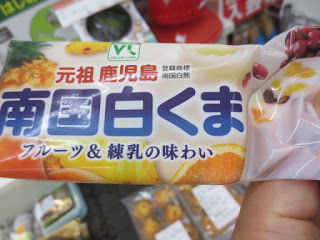 元祖 鹿児島
登録商標
南国白熊
南国白くま
フルーツ&練乳の味わい